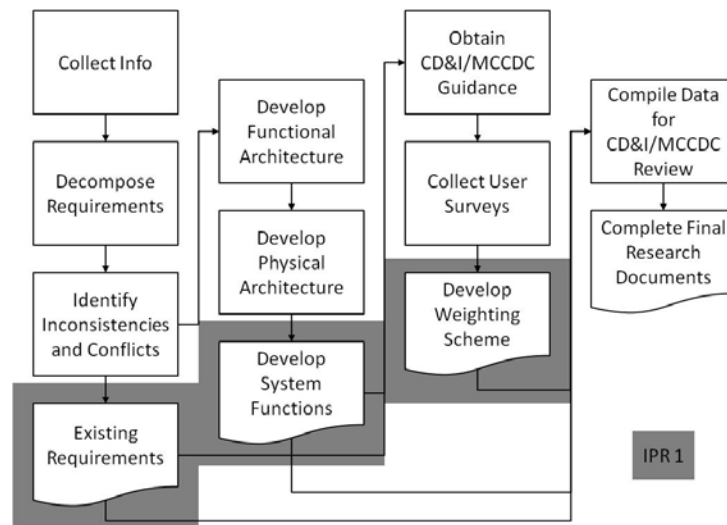 Collect Info
Decompose
Requirements
Identify
Inconsistencies
and Conflicts
Existing
Requirements
Develop
Functional
Architecture
Develop
Physical
Architecture
Develop
System
Functions
Obtain
CD&I/MCCDC
Guidance
Collect User
Surveys
Develop
Weighting
Scheme
Compile Data
for
CD&I/MCCDC
Review
Complete Final
Research
Documents
IPR 1